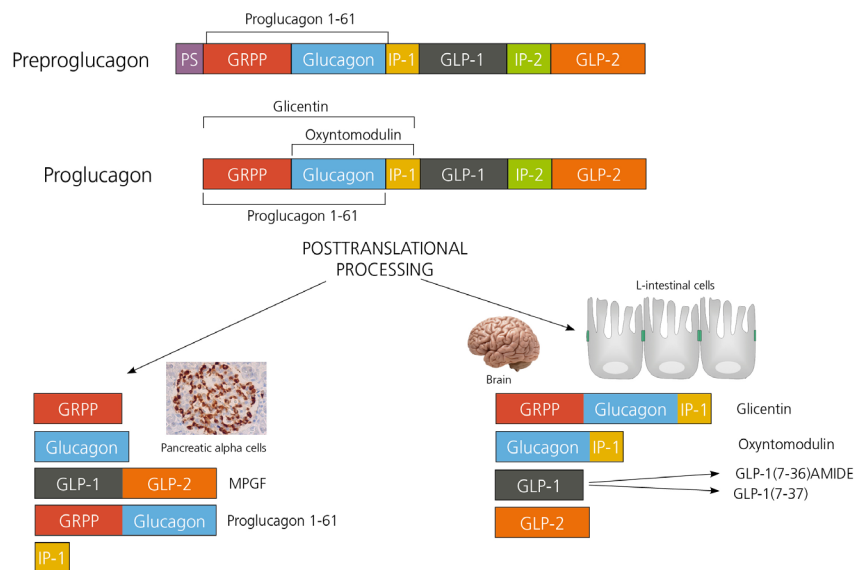 Proglucagon 1-61
Preproglucagon
PS GRPP Glucagon IP-1 GLP-1 IP-2 GLP-2
Glicentin
Oxyntomodulin
Proglucagon
GRPP Glucagon IP-1 GLP-1 IP-2 GLP-2
Proglucagon 1-61
POSTTRANSLATIONAL
PROCESSING
L-intestinal cells
Brain
Pancreatic alpha cells
GRPP
Glucagon
GLP-1 GLP-2 MPGF
GRPP Glucagon Proglucagon 1-61
IP-1
GRPP Glucagon IP-1 Glicentin
Glucagon IP-1 Oxyntomodulin
GLP-1 GLP-1(7-36)AMIDE
GLP-1(7-37)
GLP-2